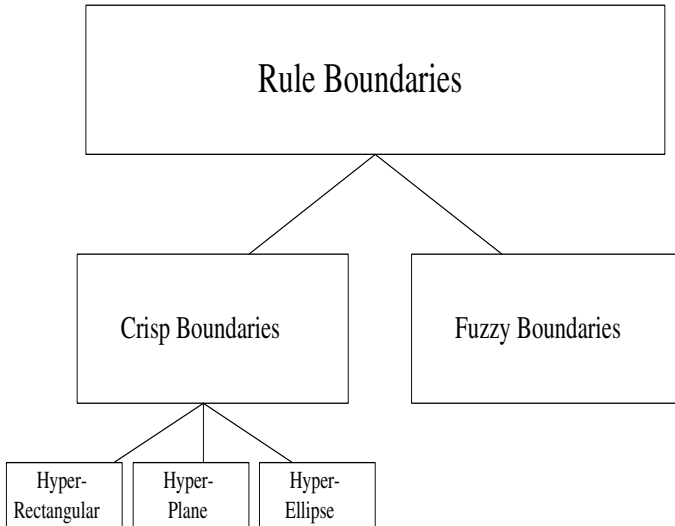 Rule Boundaries
Crisp Boundaries
Fuzzy Boundaries
Hyper-
Rectangular
Hyper-
Plane
Hyper-
Ellipse